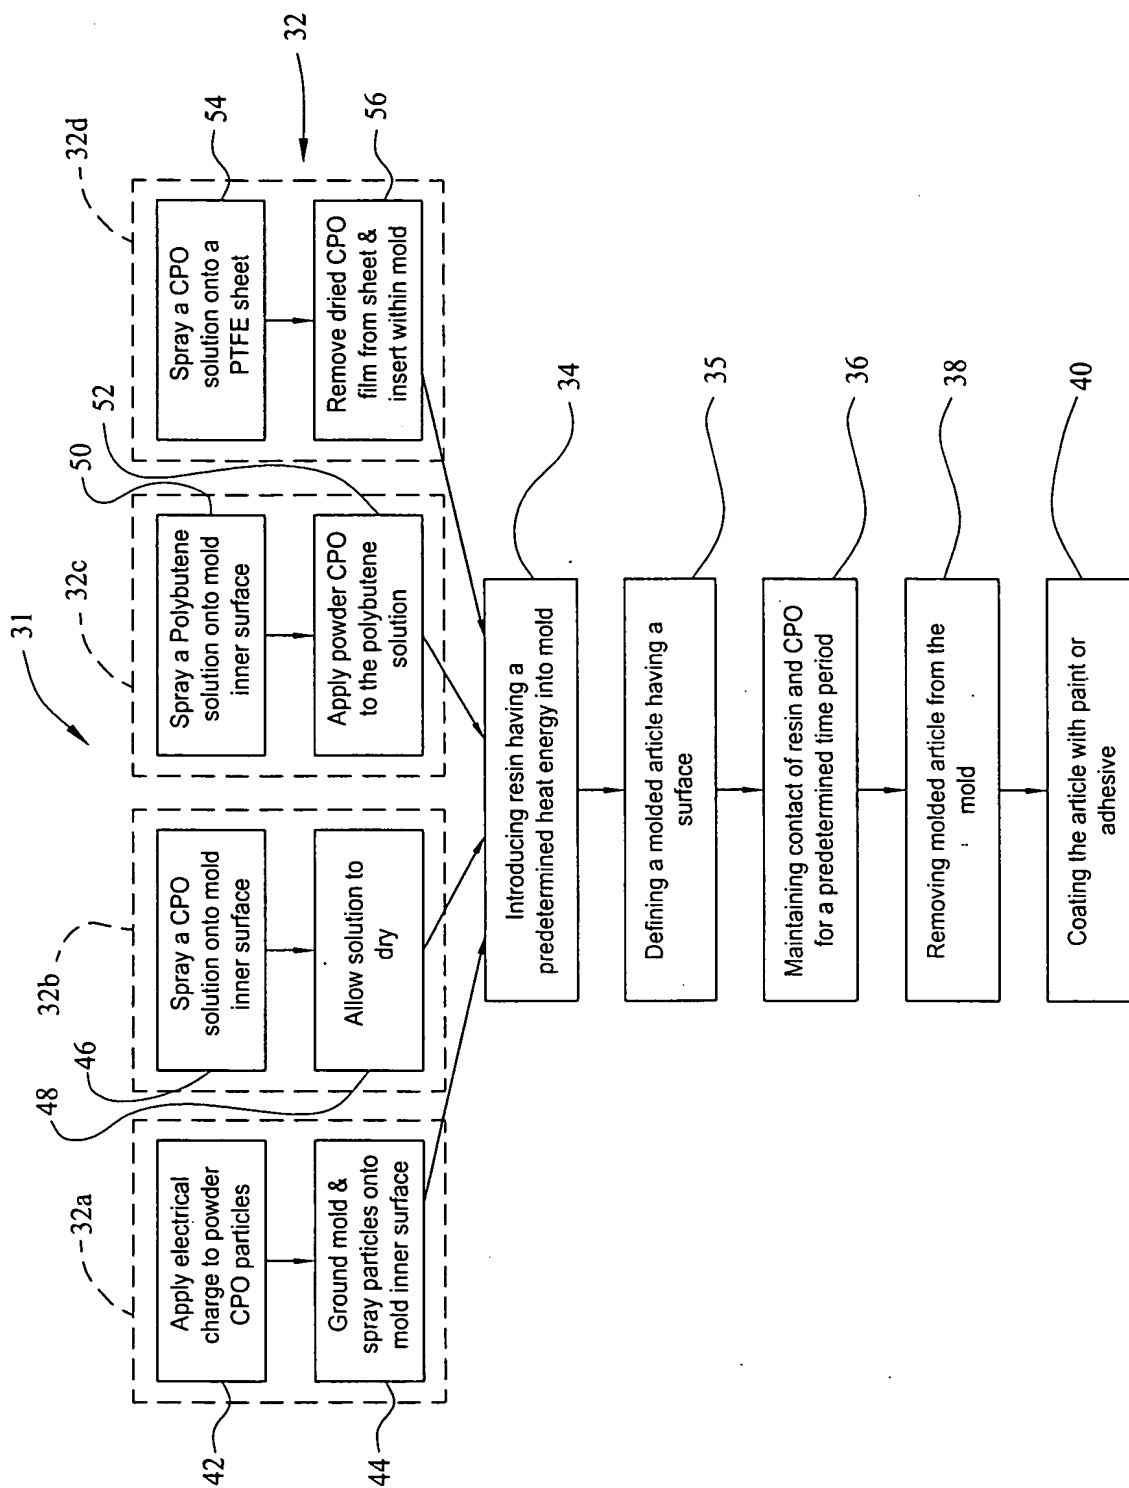 31
32
32a
Apply electrical
charge to powder
CPO particles
42
Ground mold &
spray particles onto
mold inner surface
44
32b
Spray a CPO
solution onto mold
inner surface
46
Allow solution to
dry
48
32c
Spray a Polybutene
solution onto mold
inner surface
50
Apply powder CPO
to the polybutene
solution
52
32d
Spray a CPO
solution onto a
PTFE sheet
54
Remove dried CPO
film from sheet &
insert within mold
56
Introducing resin having a
predetermined heat energy into mold
34
Defining a molded article having a
surface
35
Maintaining contact of resin and CPO
for a predetermined time period
36
Removing molded article from the
mold
38
Coating the article with paint or
adhesive
40